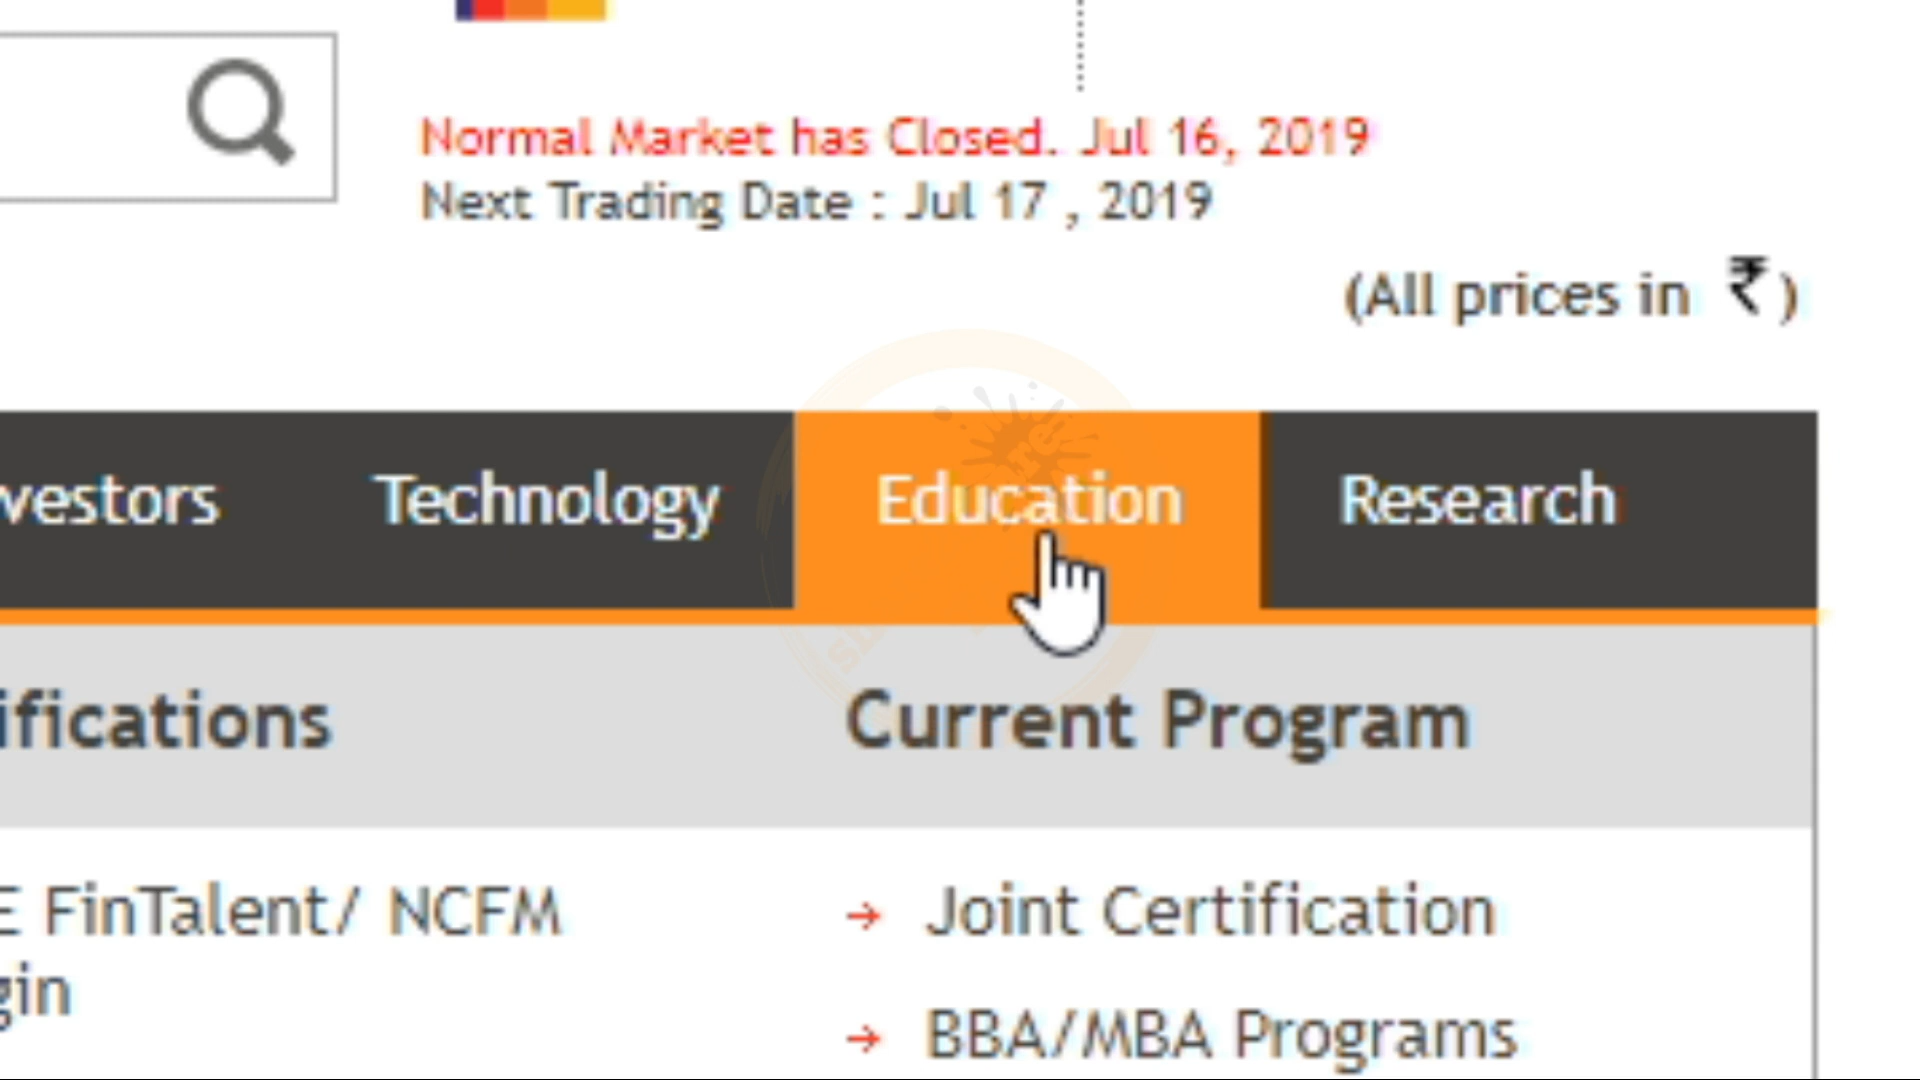 Normal Market has Closed. Jul 16, 2019
Next Trading Date : Jul 17 , 2019
(All prices in ₹)
vestors Technology Education Research
ifications Current Program
E FinTalent/ NCFM
gin
Joint Certification
BBA/MBA Programs